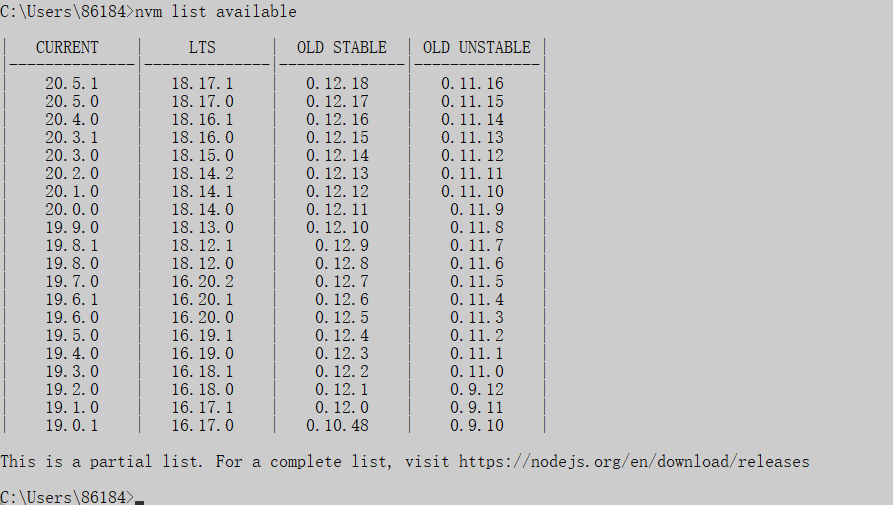 C:\Users\86184>nvm list available
| CURRENT | LTS | OLD STABLE | OLD UNSTABLE |
|--------------|--------------|--------------|--------------|
| 20.5.1 | 18.17.1 | 0.12.18 | 0.11.16 |
| 20.5.0 | 18.17.0 | 0.12.17 | 0.11.15 |
| 20.4.0 | 18.16.1 | 0.12.16 | 0.11.14 |
| 20.3.1 | 18.16.0 | 0.12.15 | 0.11.13 |
| 20.3.0 | 18.15.0 | 0.12.14 | 0.11.12 |
| 20.2.0 | 18.14.2 | 0.12.13 | 0.11.11 |
| 20.1.0 | 18.14.1 | 0.12.12 | 0.11.10 |
| 20.0.0 | 18.14.0 | 0.12.11 | 0.11.9 |
| 19.9.0 | 18.13.0 | 0.12.10 | 0.11.8 |
| 19.8.1 | 18.12.1 | 0.12.9 | 0.11.7 |
| 19.8.0 | 18.12.0 | 0.12.8 | 0.11.6 |
| 19.7.0 | 16.20.2 | 0.12.7 | 0.11.5 |
| 19.6.1 | 16.20.1 | 0.12.6 | 0.11.4 |
| 19.6.0 | 16.20.0 | 0.12.5 | 0.11.3 |
| 19.5.0 | 16.19.1 | 0.12.4 | 0.11.2 |
| 19.4.0 | 16.19.0 | 0.12.3 | 0.11.1 |
| 19.3.0 | 16.18.1 | 0.12.2 | 0.11.0 |
| 19.2.0 | 16.18.0 | 0.12.1 | 0.9.12 |
| 19.1.0 | 16.17.1 | 0.12.0 | 0.9.11 |
| 19.0.1 | 16.17.0 | 0.10.48 | 0.9.10 |
This is a partial list. For a complete list, visit https://nodejs.org/en/download/releases
C:\Users\86184>